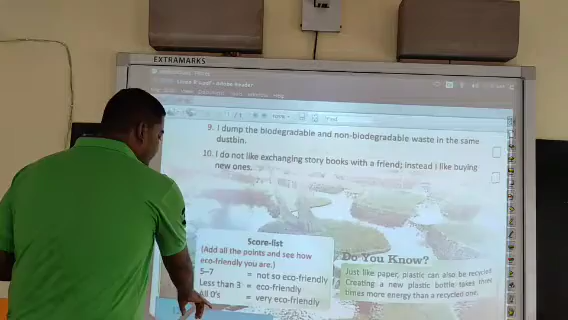 EXTRAMARKS
Adobe Reader
9. I dump the biodegradable and non-biodegradable waste in the same
dustbin.
10. I do not like exchanging story books with a friend; instead I like buying
new ones.
Score-list
(Add all the points and see how
eco-friendly you are.)
5–7 = not so eco-friendly
Less than 3 = eco-friendly
All 0's = very eco-friendly
Do You Know?
Just like paper, plastic can also be recycled
Creating a new plastic bottle takes three
times more energy than a recycled one.